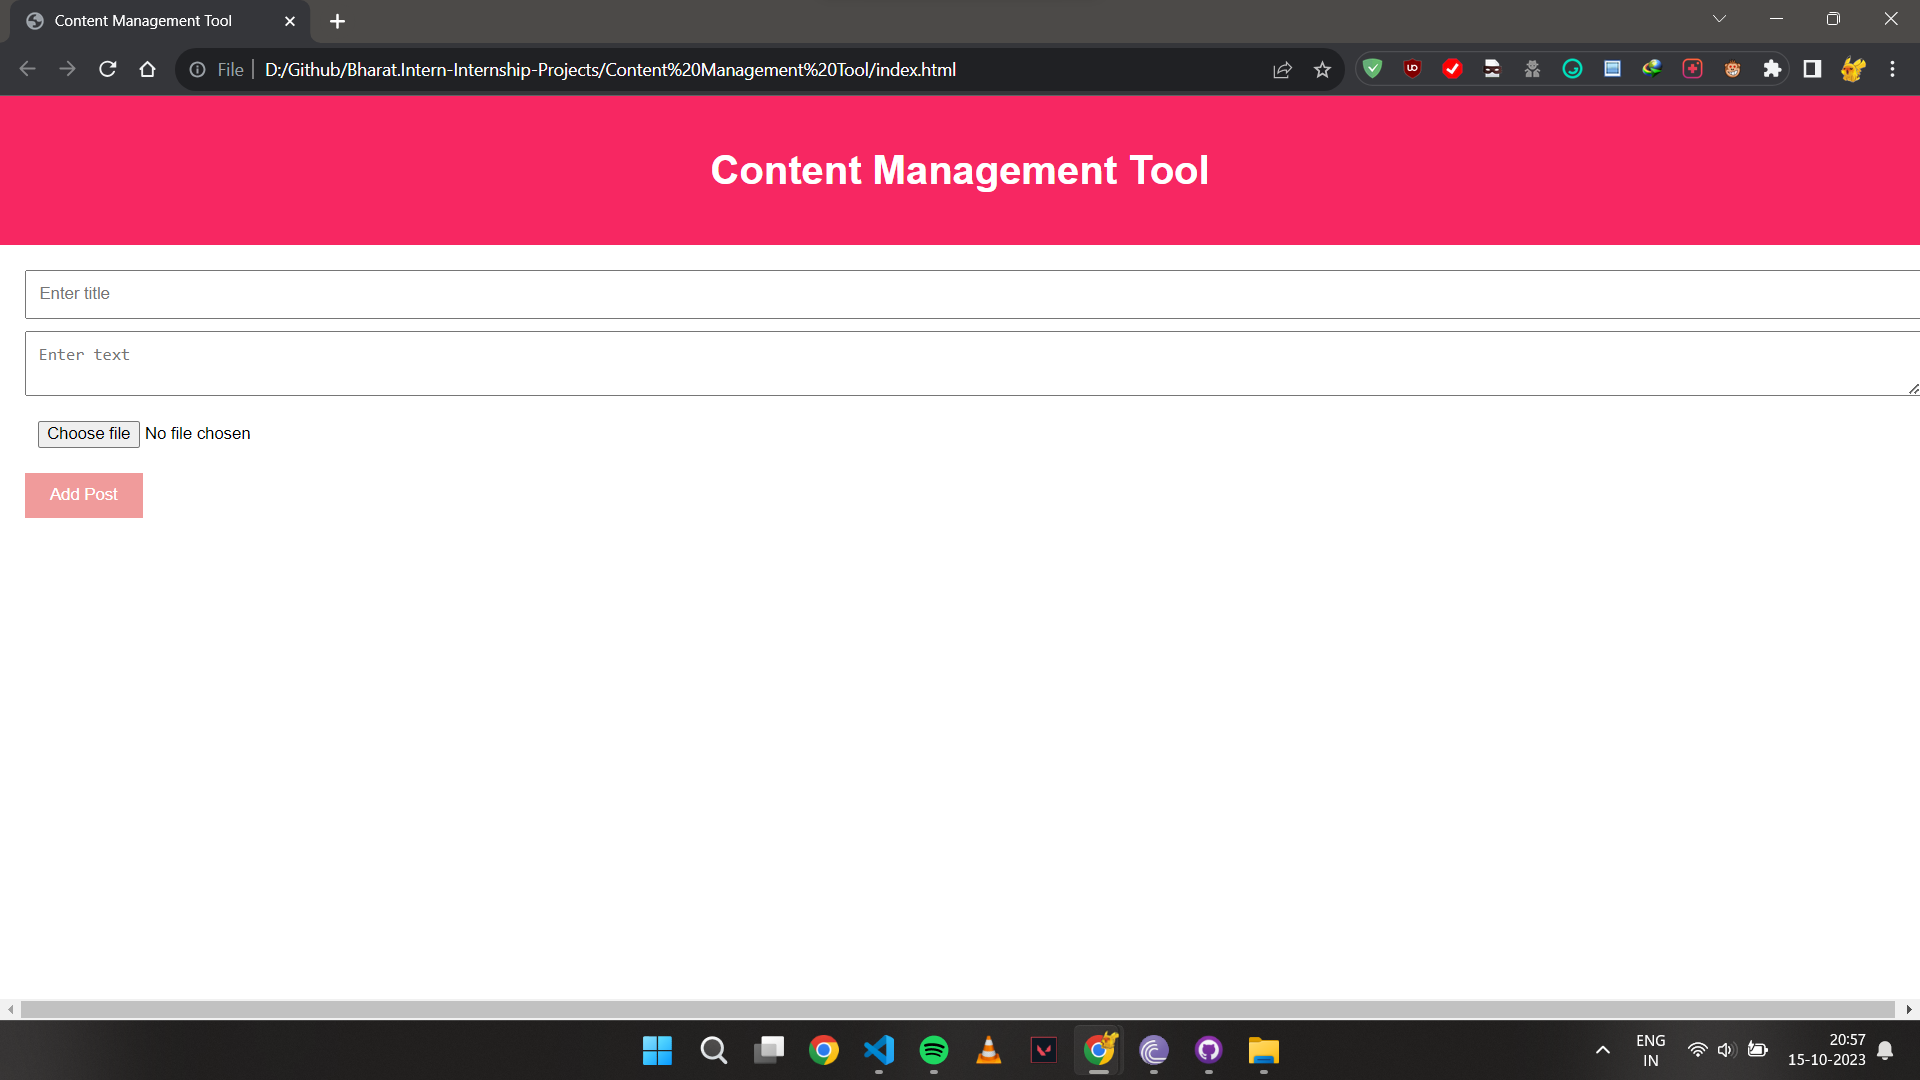 Content Management Tool
File
D:/Github/Bharat.Intern-Internship-Projects/Content%20Management%20Tool/index.html
Content Management Tool
Enter title
Enter text
Choose file No file chosen
Add Post
ENG
IN
20:57
15-10-2023